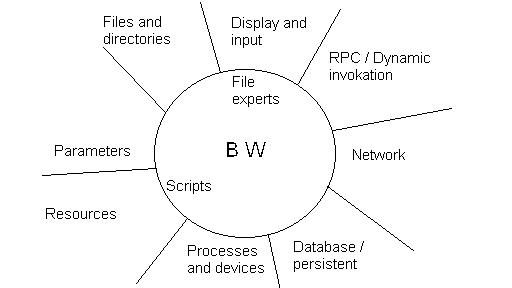 Files and
directories
Display and
input
RPC / Dynamic
invokation
File
experts
Parameters
B W
Network
Scripts
Resources
Processes
and devices
Database /
persistent